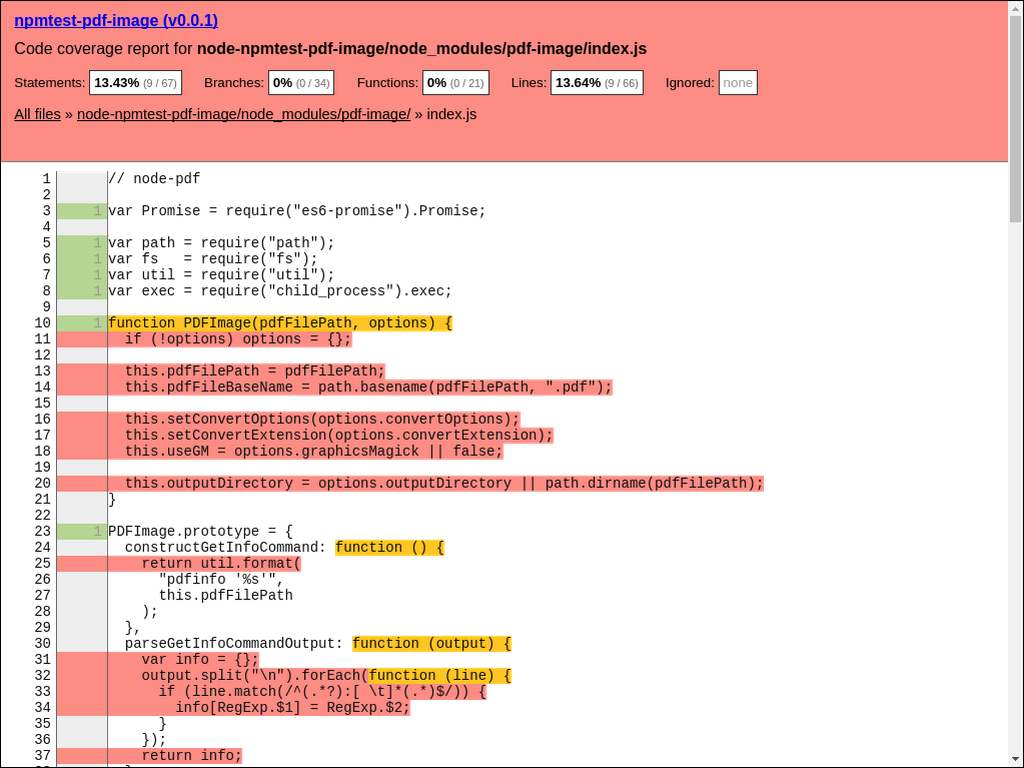 npmtest-pdf-image (v0.0.1)
Code coverage report for node-npmtest-pdf-image/node_modules/pdf-image/index.js
Statements: 13.43% (9 / 67) Branches: 0% (0 / 34) Functions: 0% (0 / 21) Lines: 13.64% (9 / 66) Ignored: none
All files » node-npmtest-pdf-image/node_modules/pdf-image/ » index.js
1 // node-pdf
2
3 1 var Promise = require("es6-promise").Promise;
4
5 1 var path = require("path");
6 1 var fs   = require("fs");
7 1 var util = require("util");
8 1 var exec = require("child_process").exec;
9
10 1 function PDFImage(pdfFilePath, options) {
11   if (!options) options = {};
12
13   this.pdfFilePath = pdfFilePath;
14   this.pdfFileBaseName = path.basename(pdfFilePath, ".pdf");
15
16   this.setConvertOptions(options.convertOptions);
17   this.setConvertExtension(options.convertExtension);
18   this.useGM = options.graphicsMagick || false;
19
20   this.outputDirectory = options.outputDirectory || path.dirname(pdfFilePath);
21 }
22
23 1 PDFImage.prototype = {
24   constructGetInfoCommand: function () {
25     return util.format(
26       "pdfinfo '%s'",
27       this.pdfFilePath
28     );
29   },
30   parseGetInfoCommandOutput: function (output) {
31     var info = {};
32     output.split("\n").forEach(function (line) {
33       if (line.match(/^(.*?):[ \t]*(.*)$/)) {
34         info[RegExp.$1] = RegExp.$2;
35       }
36     });
37     return info;